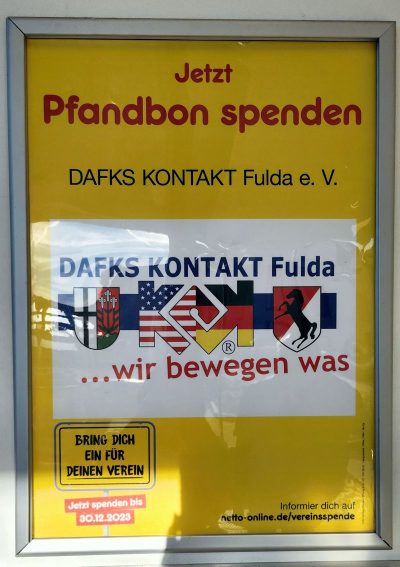 Jetzt
Pfandbon spenden
DAFKS KONTAKT Fulda e. V.
DAFKS KONTAKT Fulda
®
...wir bewegen was
BRING DICH
EIN FÜR
DEINEN VEREIN
Jetzt spenden bis
30.12.2023
Informier dich auf
netto-online.de/vereinsspende